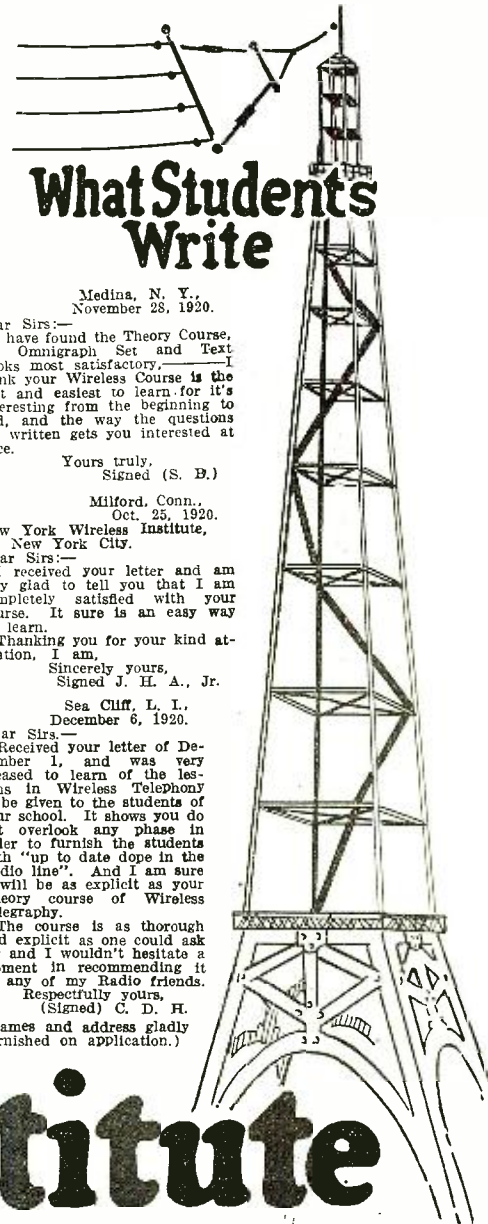 What Students
Write
Medina, N. Y.,
November 28, 1920.
ar Sirs:—
have found the Theory Course,
Omnigraph Set and Text
oks most satisfactory,———I
nk your Wireless Course is the
t and easiest to learn for it's
eresting from the beginning to
d, and the way the questions
written gets you interested at
ce.
Yours truly,
Signed (S. B.)
Milford, Conn.,
Oct. 25, 1920.
w York Wireless Institute,
New York City.
ar Sirs:—
I received your letter and am
y glad to tell you that I am
mpletely satisfied with your
urse. It sure is an easy way
learn.
Thanking you for your kind at-
tion, I am,
Sincerely yours,
Signed J. H. A., Jr.
Sea Cliff, L. I.,
December 6, 1920.
ar Sirs.—
Received your letter of De-
mber 1, and was very
eased to learn of the les-
ns in Wireless Telephony
be given to the students of
ur school. It shows you do
t overlook any phase in
der to furnish the students
th "up to date dope in the
dio line". And I am sure
will be as explicit as your
eory course of Wireless
legraphy.
The course is as thorough
d explicit as one could ask
and I wouldn't hesitate a
oment in recommending it
any of my Radio friends.
Respectfully yours,
(Signed) C. D. H.
ames and address gladly
rnished on application.)
titute